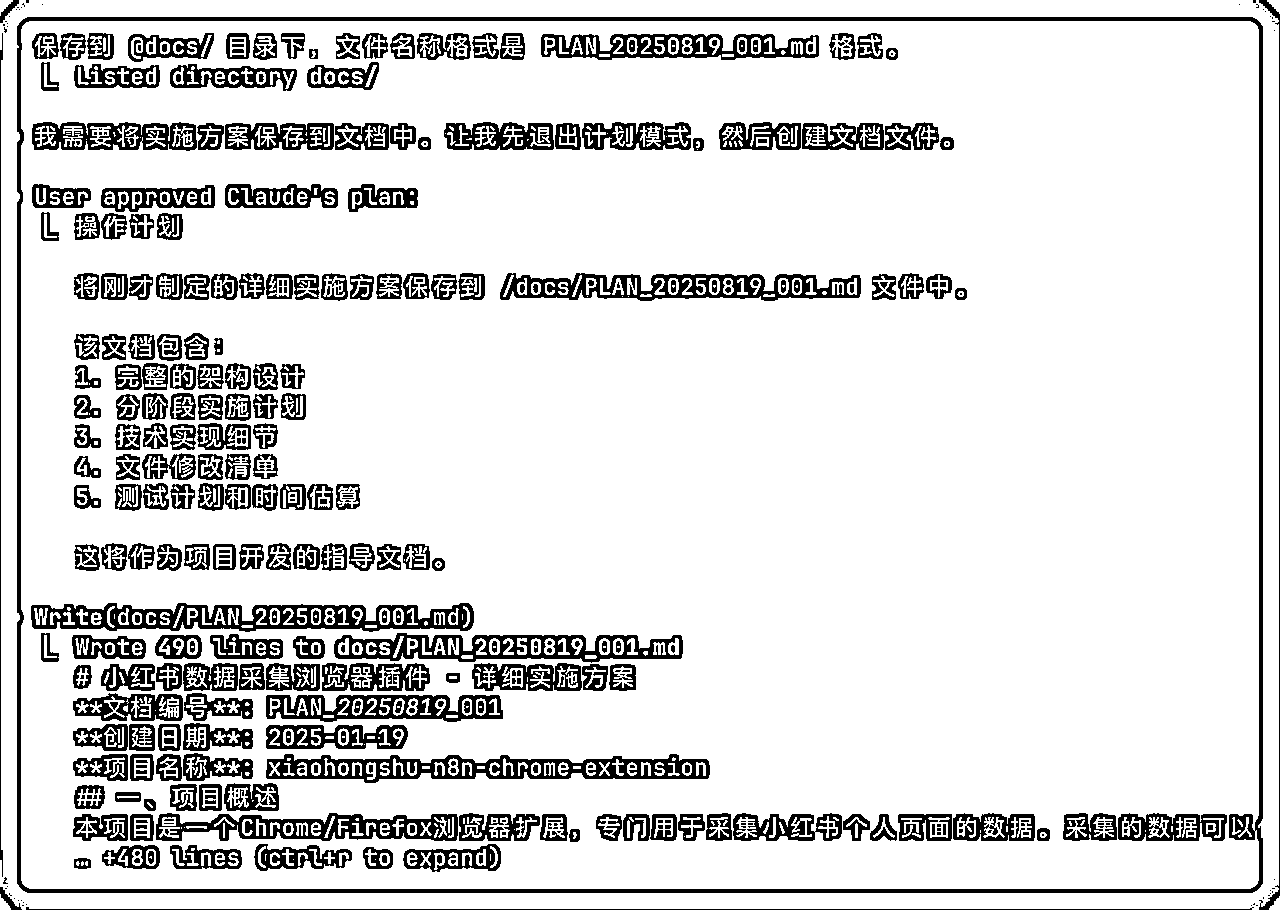 保存到 @docs/ 目录下，文件名称格式是 PLAN_20250819_001.md 格式。
└ Listed directory docs/
我需要将实施方案保存到文档中。让我先退出计划模式，然后创建文档文件。
User approved Claude's plan:
└ 操作计划
将刚才制定的详细实施方案保存到 /docs/PLAN_20250819_001.md 文件中。
该文档包含：
1. 完整的架构设计
2. 分阶段实施计划
3. 技术实现细节
4. 文件修改清单
5. 测试计划和时间估算
这将作为项目开发的指导文档。
Write(docs/PLAN_20250819_001.md)
└ Wrote 490 lines to docs/PLAN_20250819_001.md
# 小红书数据采集浏览器插件 - 详细实施方案
**文档编号**: PLAN_20250819_001
**创建日期**: 2025-01-19
**项目名称**: xiaohongshu-n8n-chrome-extension
## 一、项目概述
本项目是一个Chrome/Firefox浏览器扩展，专门用于采集小红书个人页面的数据。采集的数据可以
… +480 lines (ctrl+r to expand)